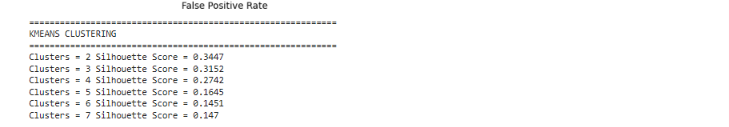 False Positive Rate
============================================================
KMEANS CLUSTERING
============================================================
Clusters = 2 Silhouette Score = 0.3447
Clusters = 3 Silhouette Score = 0.3152
Clusters = 4 Silhouette Score = 0.2742
Clusters = 5 Silhouette Score = 0.1645
Clusters = 6 Silhouette Score = 0.1451
Clusters = 7 Silhouette Score = 0.147